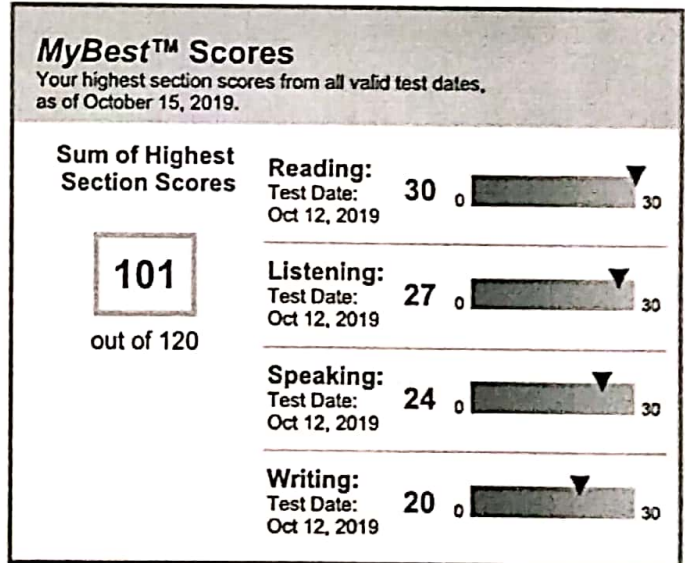 MyBest™ Scores
Your highest section scores from all valid test dates,
as of October 15, 2019.
Sum of Highest
Section Scores
101
out of 120
Reading:
Test Date:
Oct 12, 2019
30
0
30
Listening:
Test Date:
Oct 12, 2019
27
0
30
Speaking:
Test Date:
Oct 12, 2019
24
0
30
Writing:
Test Date:
Oct 12, 2019
20
0
30